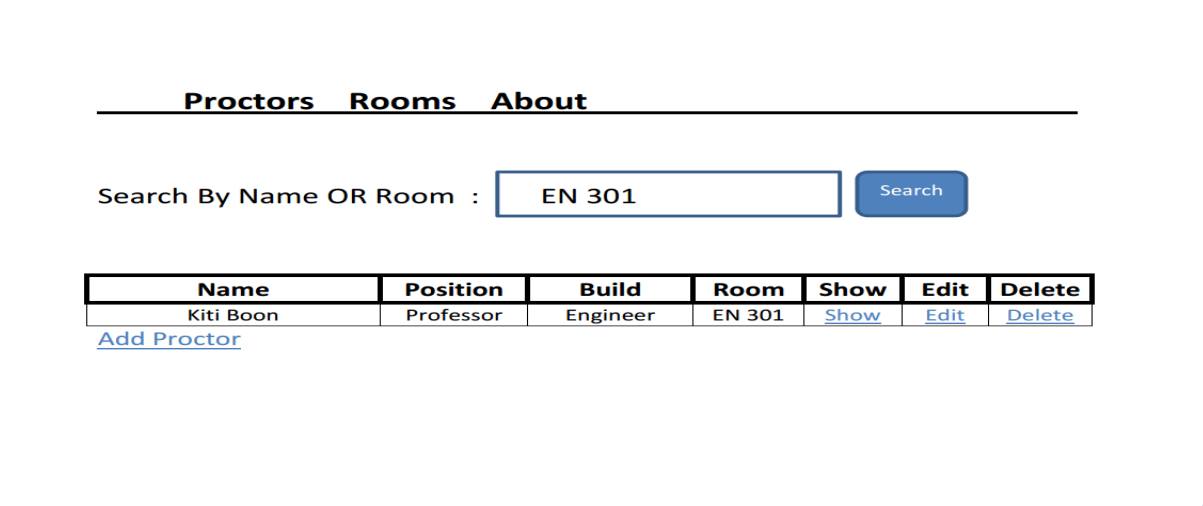 Proctors Rooms About
Search By Name OR Room : EN 301 Search
Name Position Build Room Show Edit Delete
Kiti Boon Professor Engineer EN 301 Show Edit Delete
Add Proctor